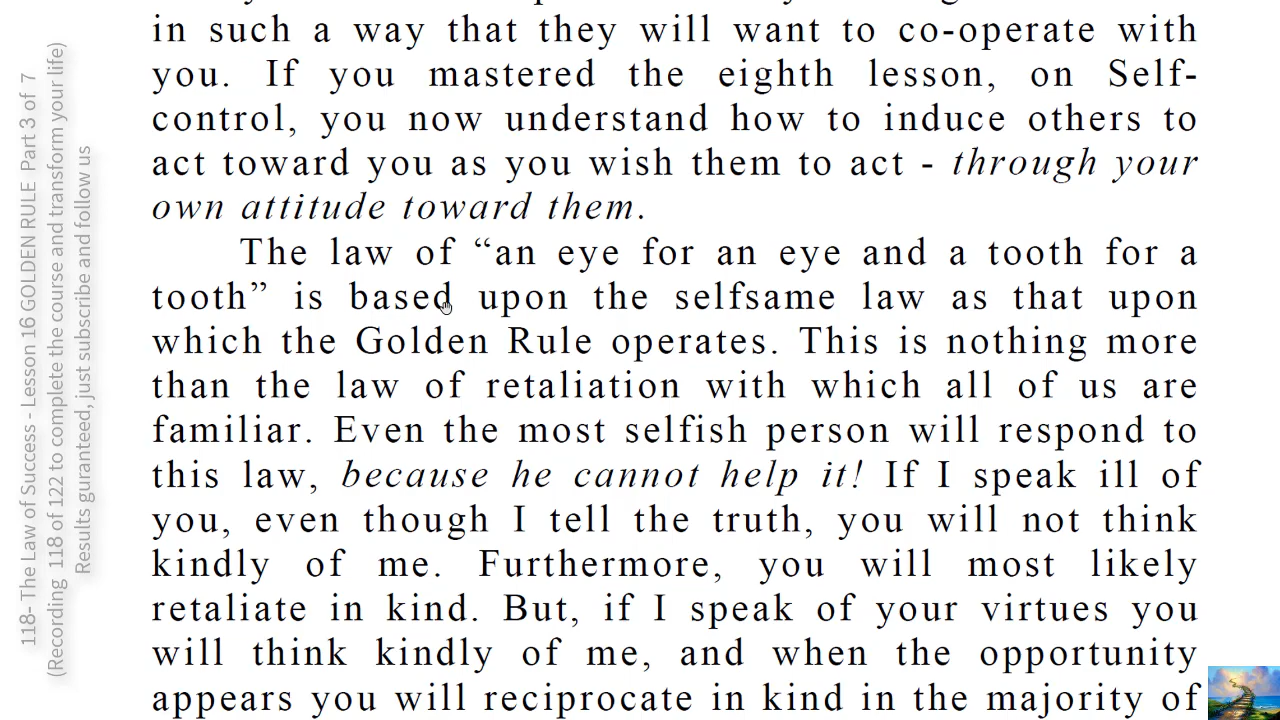 in such a way that they will want to co-operate with
you. If you mastered the eighth lesson, on Self-
control, you now understand how to induce others to
act toward you as you wish them to act - through your
own attitude toward them.
The law of “an eye for an eye and a tooth for a
tooth” is based upon the selfsame law as that upon
which the Golden Rule operates. This is nothing more
than the law of retaliation with which all of us are
familiar. Even the most selfish person will respond to
this law, because he cannot help it! If I speak ill of
you, even though I tell the truth, you will not think
kindly of me. Furthermore, you will most likely
retaliate in kind. But, if I speak of your virtues you
will think kindly of me, and when the opportunity
appears you will reciprocate in kind in the majority of
118- The Law of Success - Lesson 16 GOLDEN RULE Part 3 of 7
(Recording 118 of 122 to complete the course and transform your life)
Results guranteed, just subscribe and follow us